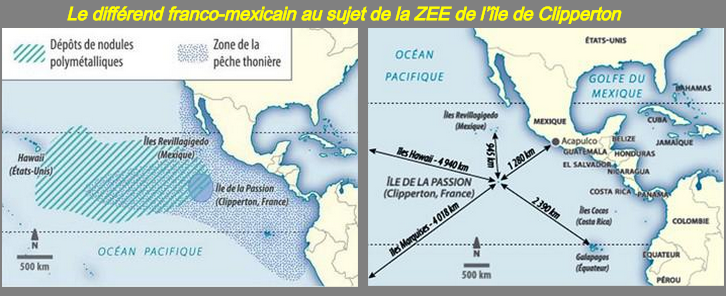 Le différend franco-mexicain au sujet de la ZEE de l'île de Clipperton
Dépôts de nodules
polymétalliques
Zone de la
pêche thonière
Îles Revillagigedo
(Mexique)
Hawaii
(États-Unis)
Île de la Passion
(Clipperton, France)
N
500 km
OCÉAN PACIFIQUE
ÉTATS-UNIS
OCÉAN
PACIFIQUE
GOLFE DU
MEXIQUE
BAHAMAS
Îles Revillagigedo
(Mexique)
MEXIQUE
CUBA
Acapulco
BELIZE
JAMAÏQUE
GUATEMALA
HONDURAS
EL SALVADOR
NICARAGUA
945 km
1 280 km
Iles Hawaii - 4 940 km
ÎLE DE LA PASSION
(Clipperton, France)
COSTA RICA
PANAMA
2 390 km
Iles Marquises - 4 018 km
Îles Cocos
(Costa Rica)
COLOMBIE
N
500 km
Galapagos
(Équateur)
ÉQUATEUR
PÉROU